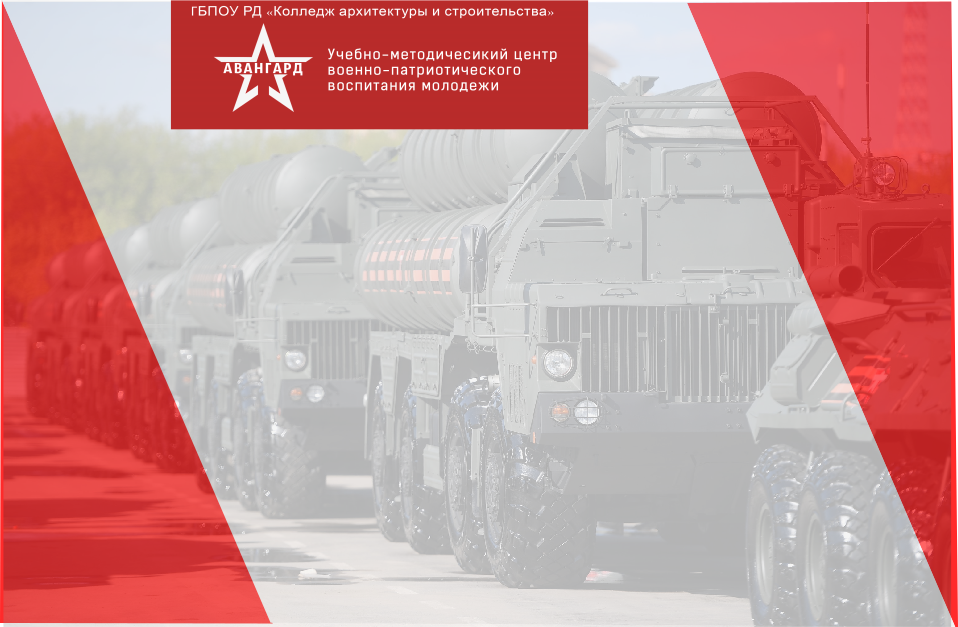 ГБПОУ РД «Колледж архитектуры и строительства»
АВАНГАРД
Учебно-методичесикий центр
военно-патриотического
воспитания молодежи